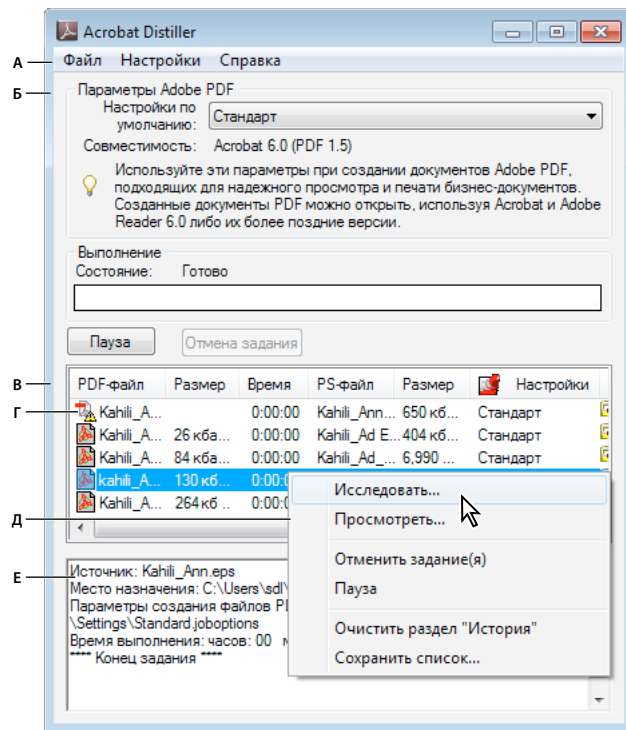 Acrobat Distiller
А
Файл Настройки Справка
Б
Параметры Adobe PDF
Настройки по умолчанию:
Стандарт
Совместимость: Acrobat 6.0 (PDF 1.5)
Используйте эти параметры при создании документов Adobe PDF,
подходящих для надежного просмотра и печати бизнес-документов.
Созданные документы PDF можно открыть, используя Acrobat и Adobe
Reader 6.0 либо их более поздние версии.
Выполнение
Состояние: Готово
Пауза Отмена задания
В
PDF-файл Размер Время PS-файл Размер Настройки
Г
Kahili_A... 0:00:00 Kahili_Ann... 650 кб... Стандарт
Kahili_A... 26 кба... 0:00:00 Kahili_Ad E... 404 кб... Стандарт
Kahili_A... 84 кба... 0:00:00 Kahili_Ad_... 6,990 ... Стандарт
kahili_A... 130 кб... 0:00:0
Kahili_A... 264 кб... 0:00:0
Исследовать...
Просмотреть...
Отменить задание(я)
Пауза
Очистить раздел "История"
Сохранить список...
Д
Е
Источник: Kahili_Ann.eps
Место назначения: C:\Users\sdl\
Параметры создания файлов
\Settings\Standard.joboptions
Время выполнения: часов: 00
**** Конец задания ****